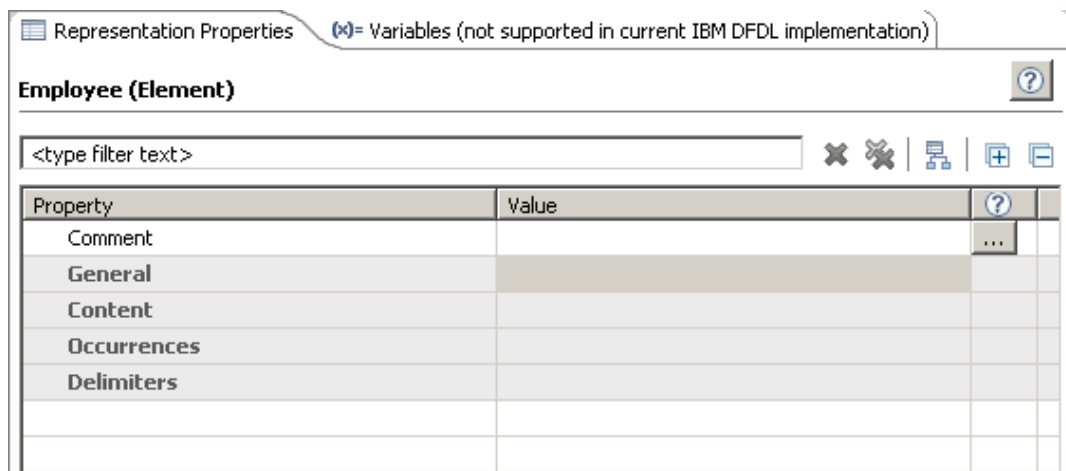 Representation Properties (x)= Variables (not supported in current IBM DFDL implementation)
Employee (Element)
?
<type filter text>
Property Value ?
Comment ...
General
Content
Occurrences
Delimiters